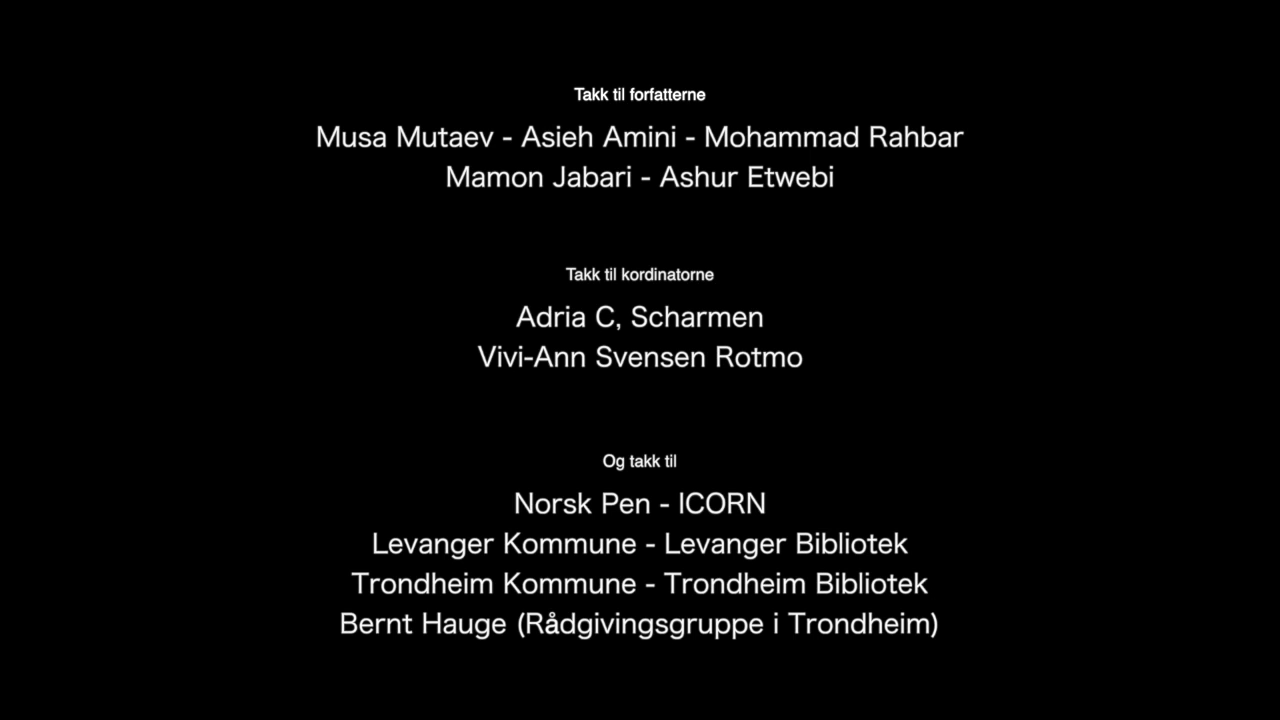 Takk til forfatterne
Musa Mutaev - Asieh Amini - Mohammad Rahbar
Mamon Jabari - Ashur Etwebi
Takk til kordinatorne
Adria C, Scharmen
Vivi-Ann Svensen Rotmo
Og takk til
Norsk Pen - ICORN
Levanger Kommune - Levanger Bibliotek
Trondheim Kommune - Trondheim Bibliotek
Bernt Hauge (Rådgivingsgruppe i Trondheim)